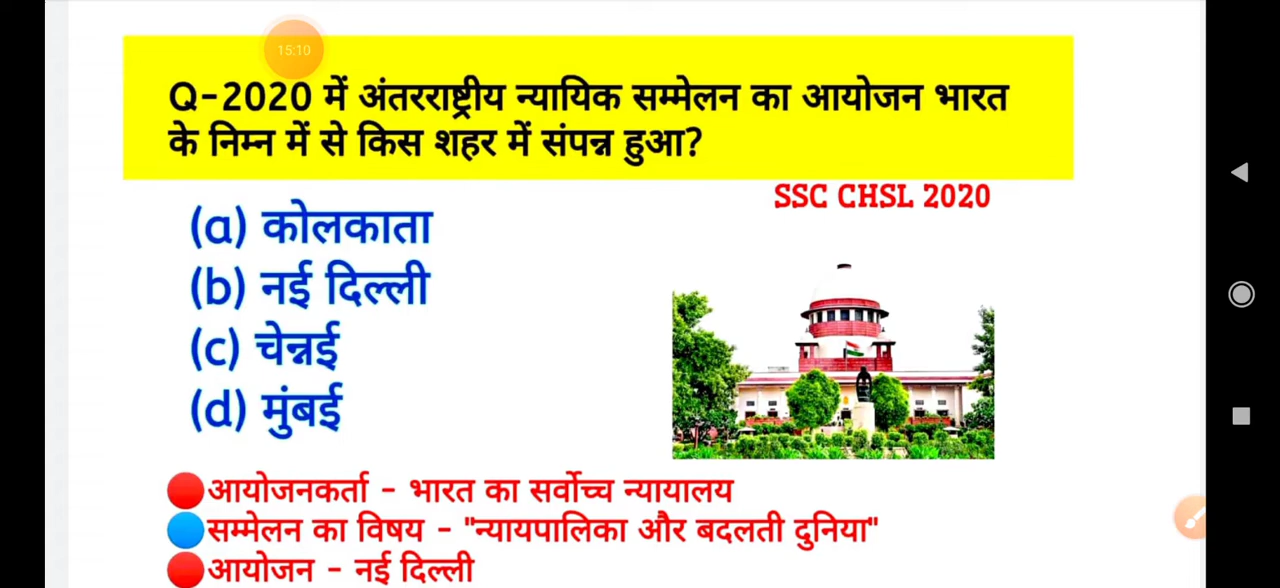 15:10
Q-2020 में अंतरराष्ट्रीय न्यायिक सम्मेलन का आयोजन भारत
के निम्न में से किस शहर में संपन्न हुआ?
SSC CHSL 2020
(a) कोलकाता
(b) नई दिल्ली
(c) चेन्नई
(d) मुंबई
आयोजनकर्ता - भारत का सर्वोच्च न्यायालय
सम्मेलन का विषय - "न्यायपालिका और बदलती दुनिया"
आयोजन - नई दिल्ली